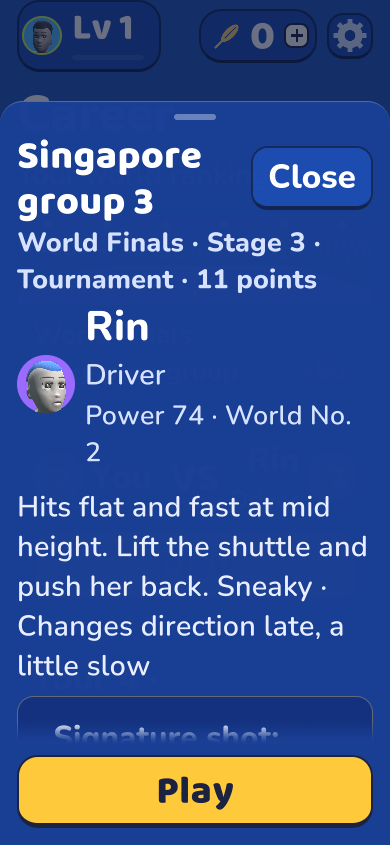 Lv 1
0
Career
Singapore
group 3
Close
World Finals · Stage 3 ·
Tournament · 11 points
Rin
Driver
Power 74 · World No.
2
Hits flat and fast at mid
height. Lift the shuttle and
push her back. Sneaky ·
Changes direction late, a
little slow
Signature shot:
Play